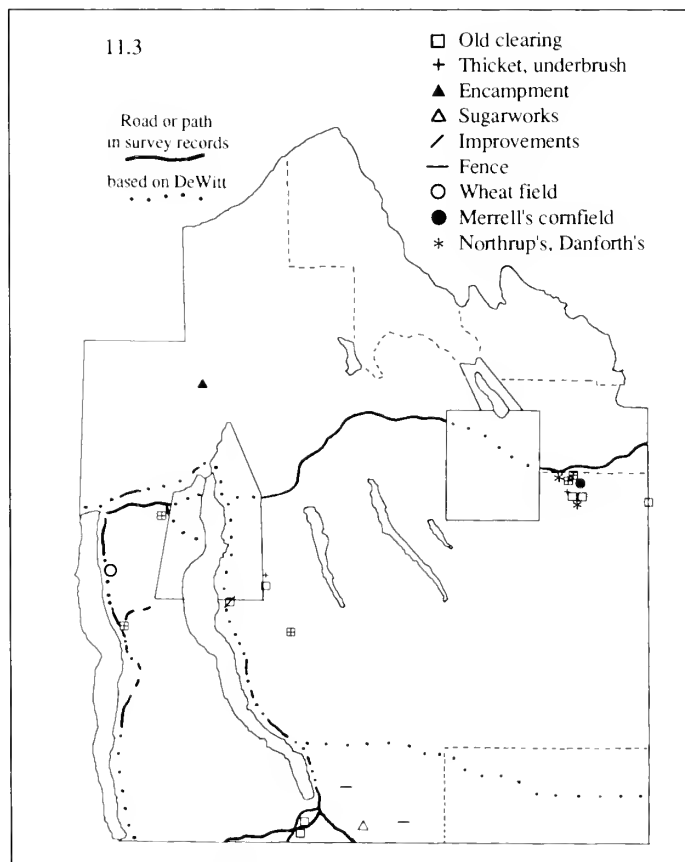 11.3
Road or path
in survey records
based on DeWitt
Old clearing
Thicket, underbrush
Encampment
Sugarworks
Improvements
Fence
Wheat field
Merrell's cornfield
Northrup's, Danforth's